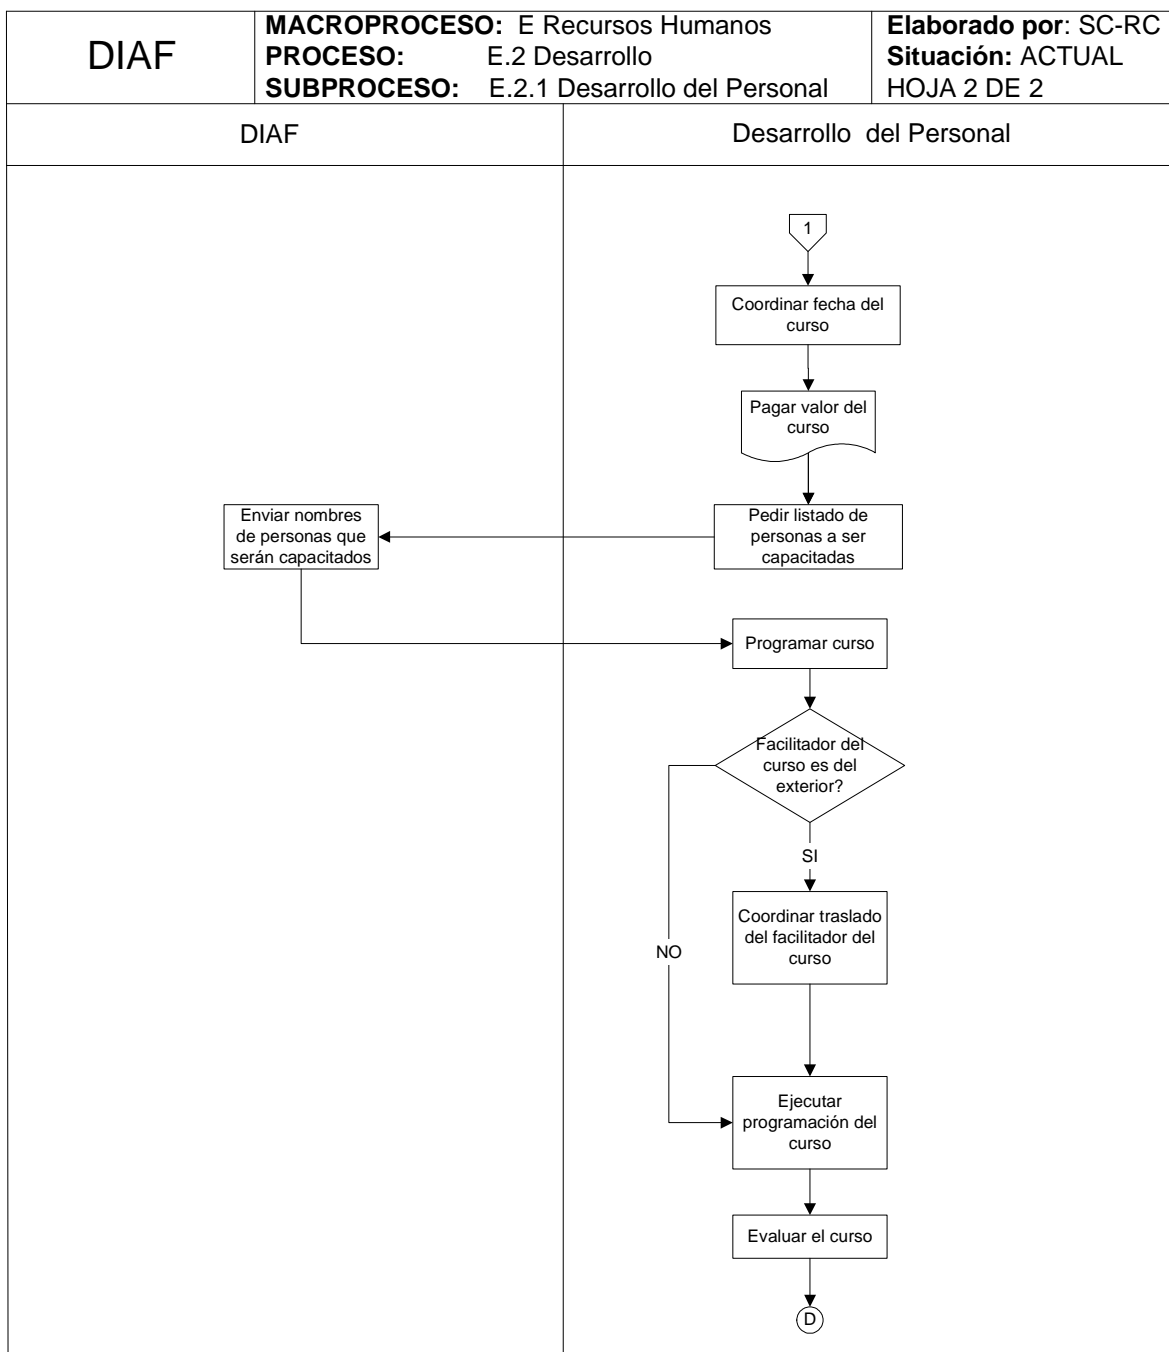 DIAF
MACROPROCESO: E Recursos Humanos
PROCESO: E.2 Desarrollo
SUBPROCESO: E.2.1 Desarrollo del Personal
Elaborado por: SC-RC
Situación: ACTUAL
HOJA 2 DE 2
DIAF
Desarrollo del Personal
1
Coordinar fecha del
curso
Pagar valor del
curso
Pedir listado de
personas a ser
capacitadas
Enviar nombres
de personas que
serán capacitados
Programar curso
Facilitador del
curso es del
exterior?
SI
Coordinar traslado
del facilitador del
curso
NO
Ejecutar
programación del
curso
Evaluar el curso
D